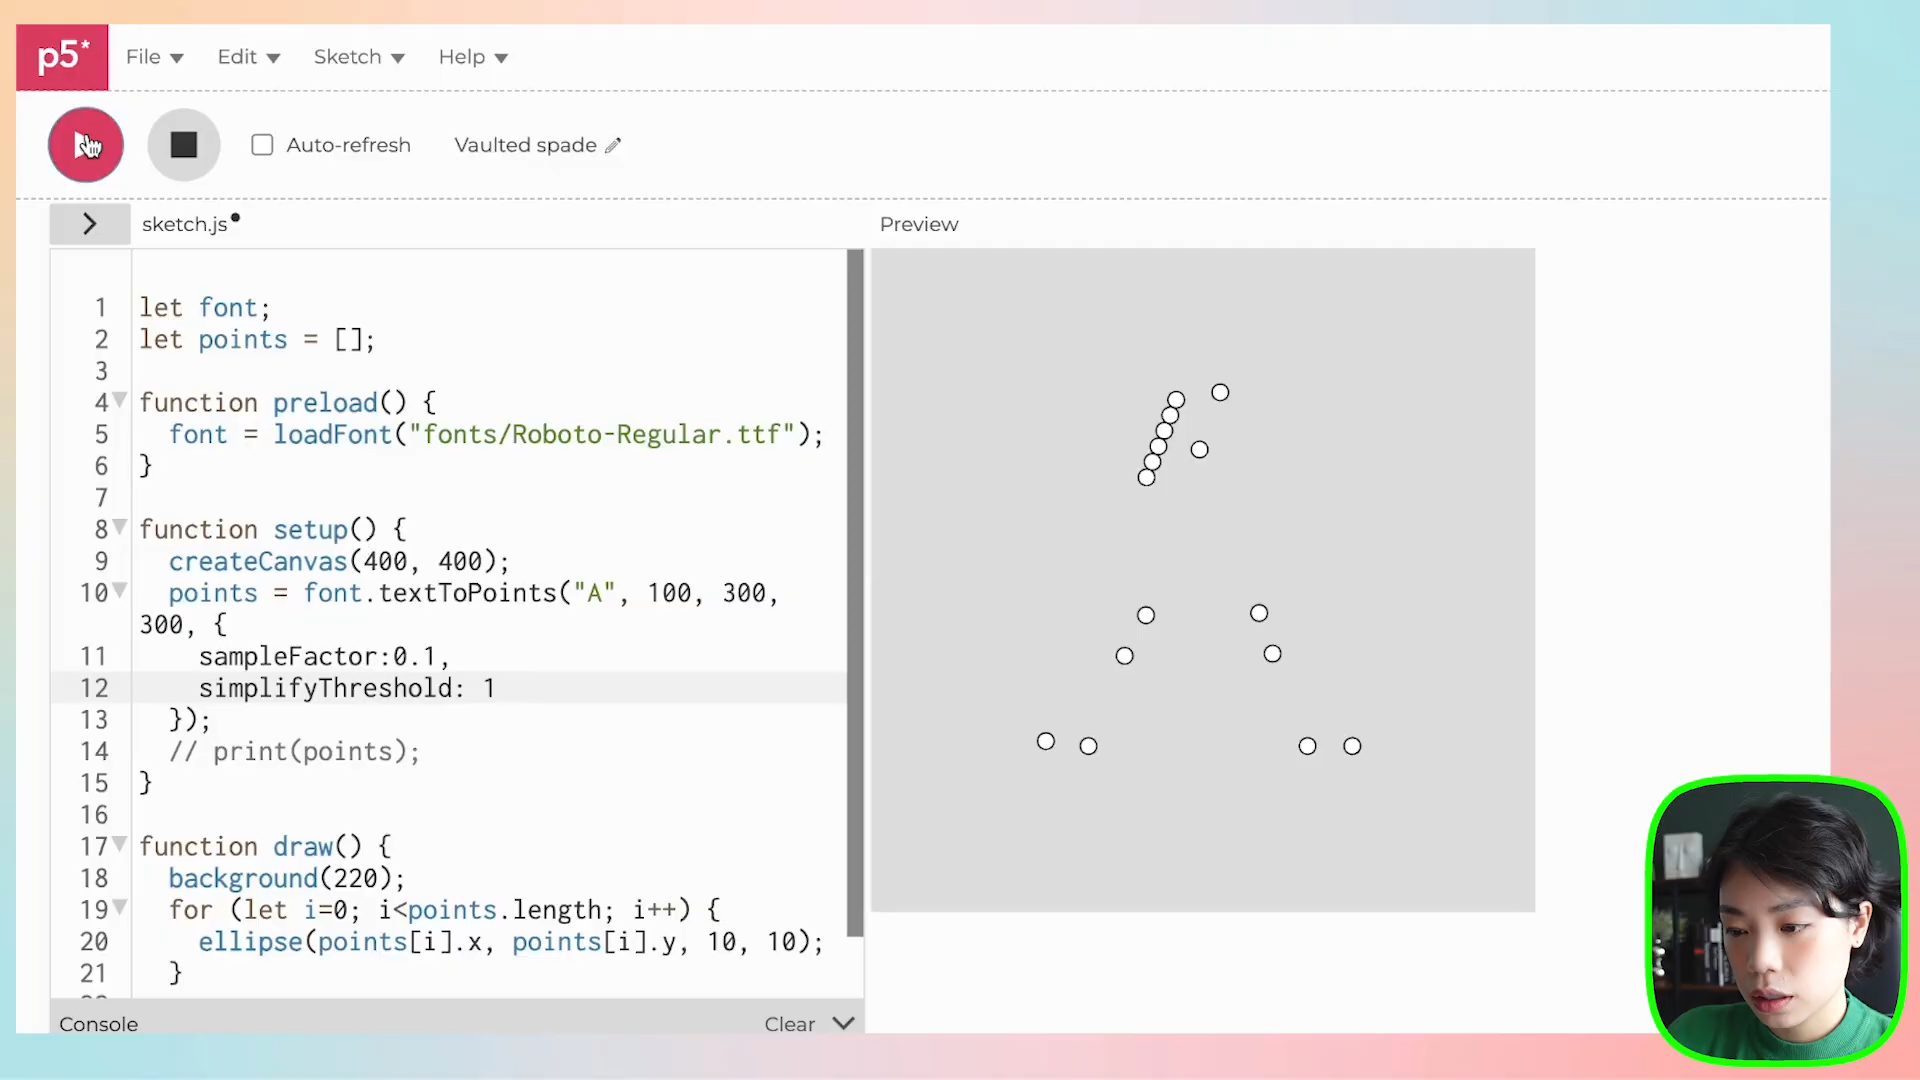 p5* File Edit Sketch Help
Auto-refresh Vaulted spade
sketch.js Preview
1 let font;
2 let points = [];
3
4 function preload() {
5 font = loadFont("fonts/Roboto-Regular.ttf");
6 }
7
8 function setup() {
9 createCanvas(400, 400);
10 points = font.textToPoints("A", 100, 300,
300, {
11 sampleFactor:0.1,
12 simplifyThreshold: 1
13 });
14 // print(points);
15 }
16
17 function draw() {
18 background(220);
19 for (let i=0; i<points.length; i++) {
20 ellipse(points[i].x, points[i].y, 10, 10);
21 }
Console Clear